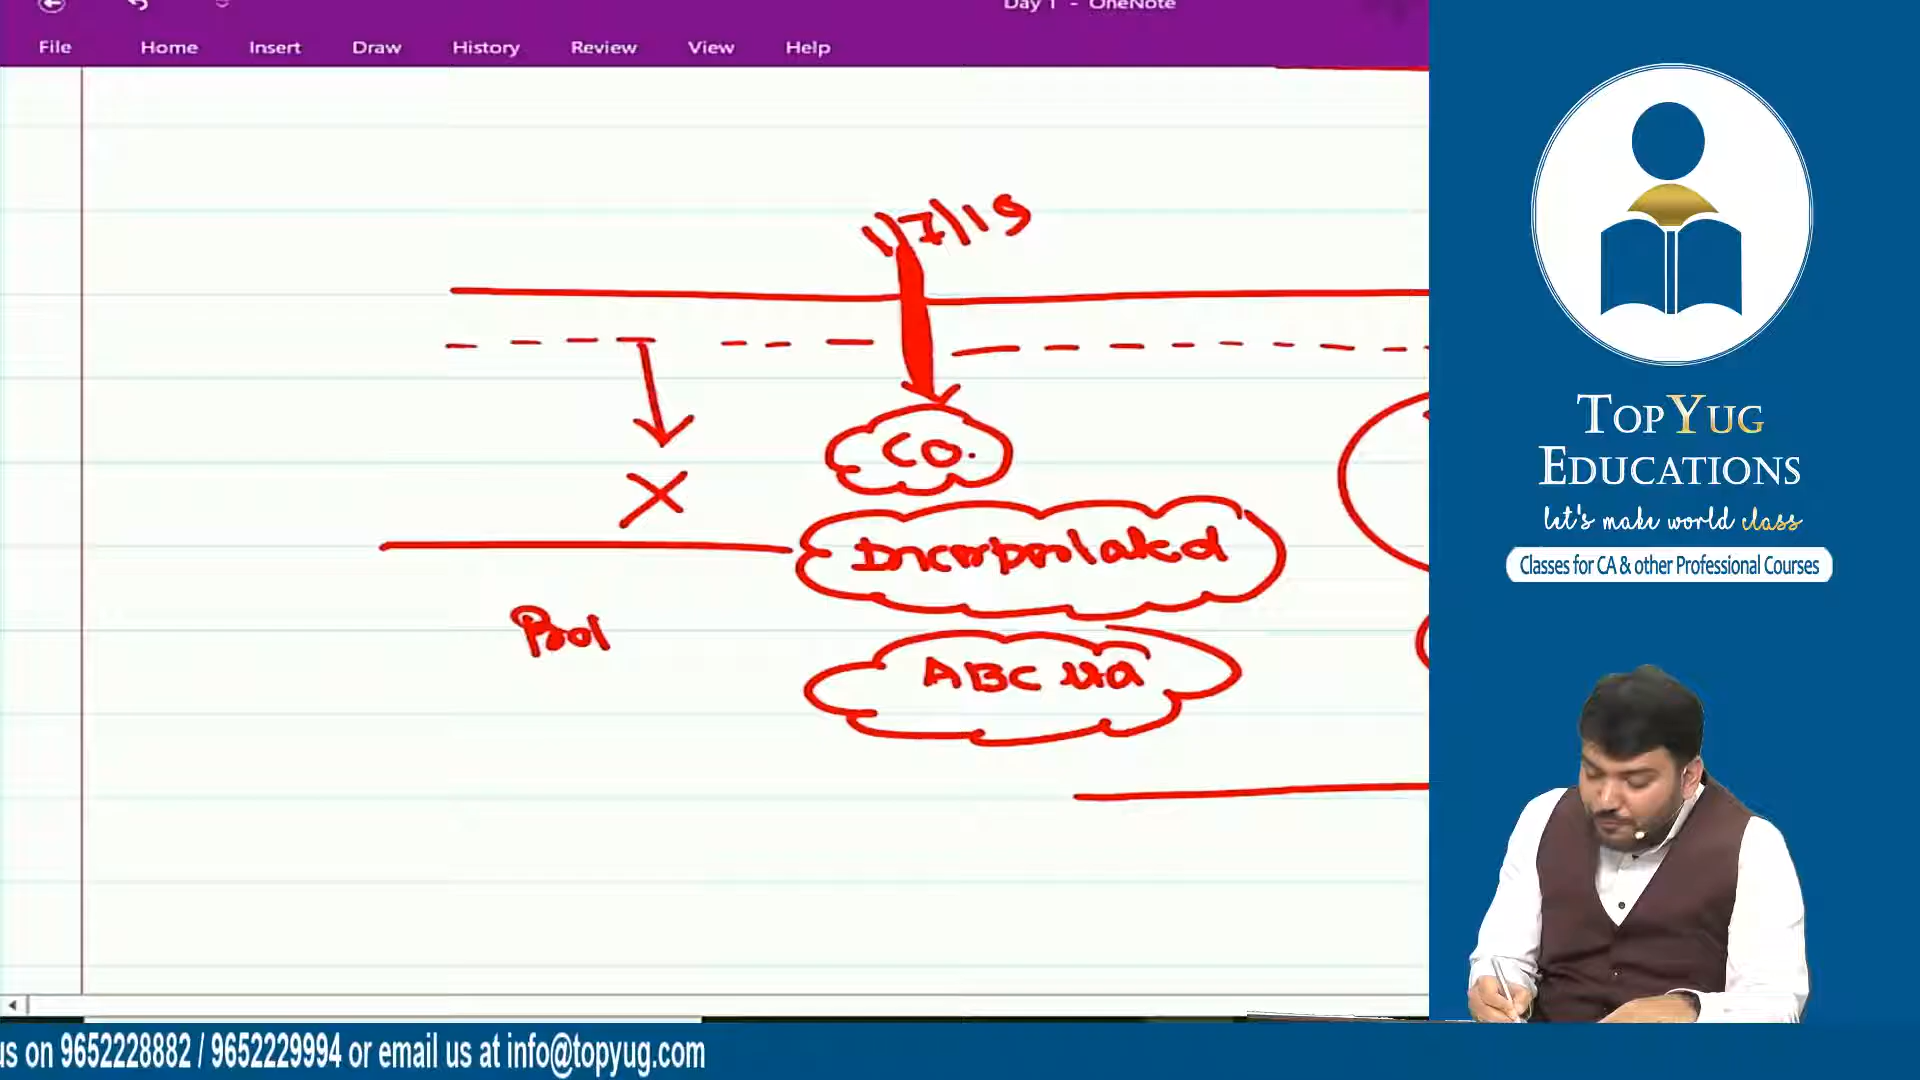 Day 1 - OneNote
File Home Insert Draw History Review View Help
1/7/19
CO.
X
Incorporated
ABC Ltd
TOPYUG
EDUCATIONS
let's make world class
Classes for CA & other Professional Courses
us on 9652228882 / 9652229994 or email us at info@topyug.com